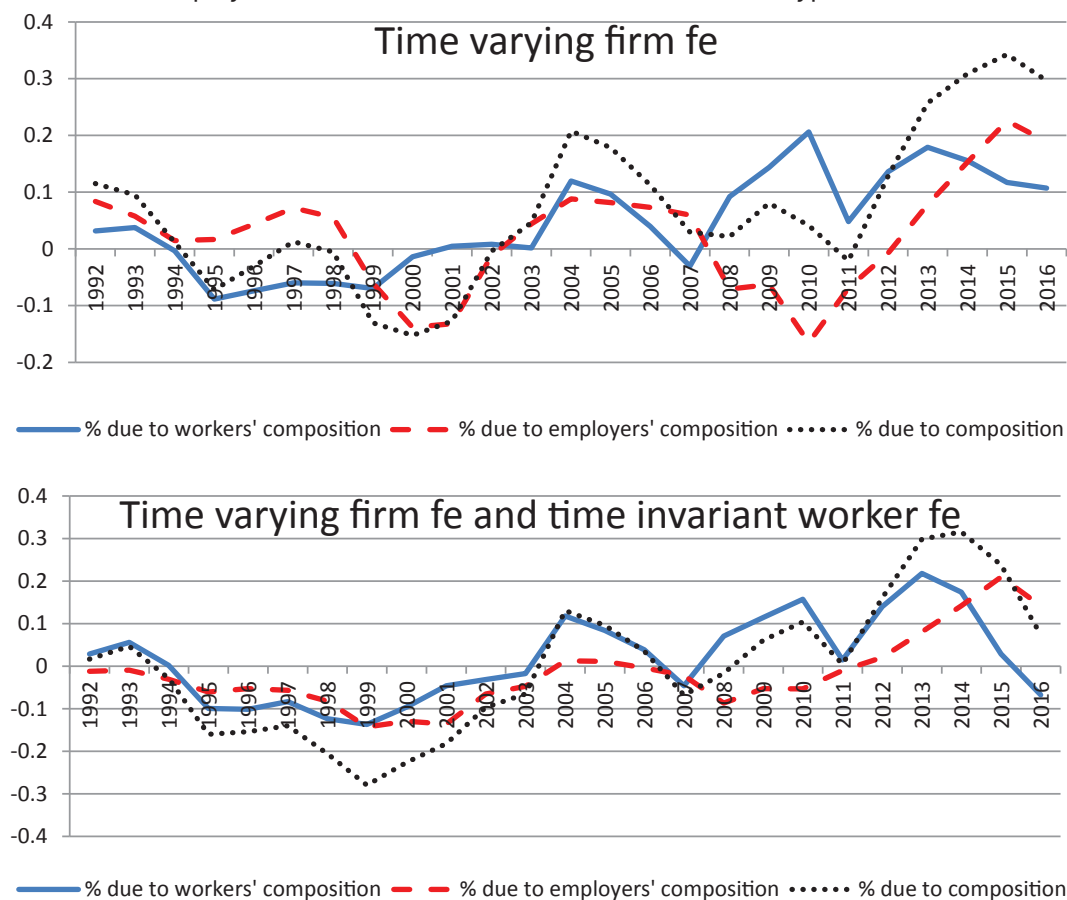 Time varying firm fe
0.4
0.3
0.2
0.1
0
-0.1
-0.2
1992 1993 1994 1995 1996 1997 1998 1999 2000 2001 2002 2003 2004 2005 2006 2007 2008 2009 2010 2011 2012 2013 2014 2015 2016
% due to workers' composition % due to employers' composition % due to composition
Time varying firm fe and time invariant worker fe
0.4
0.3
0.2
0.1
0
-0.1
-0.2
-0.3
-0.4
1992 1993 1994 1995 1996 1997 1998 1999 2000 2001 2002 2003 2004 2005 2006 2007 2008 2009 2010 2011 2012 2013 2014 2015 2016
% due to workers' composition % due to employers' composition % due to composition